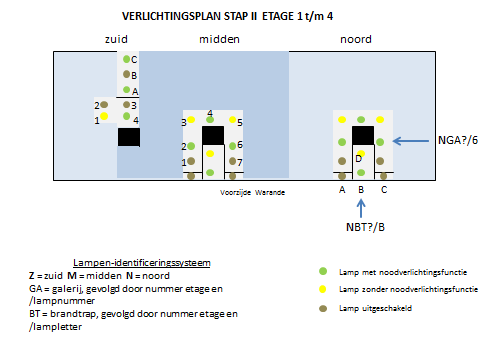 VERLICHTINGSPLAN STAP II ETAGE 1 t/m 4
zuid midden noord
C
B
A
2 3
1 4
3 4 5
2 6
1 7
D
NGA?/6
A B C
Voorzijde Warande
NBT?/B
Lampen-identificeringssysteem
Z = zuid M = midden N = noord
GA = galerij, gevolgd door nummer etage en
/lampnummer
BT = brandtrap, gevolgd door nummer etage en
/lampletter
Lamp met noodverlichtingsfunctie
Lamp zonder noodverlichtingsfunctie
Lamp uitgeschakeld